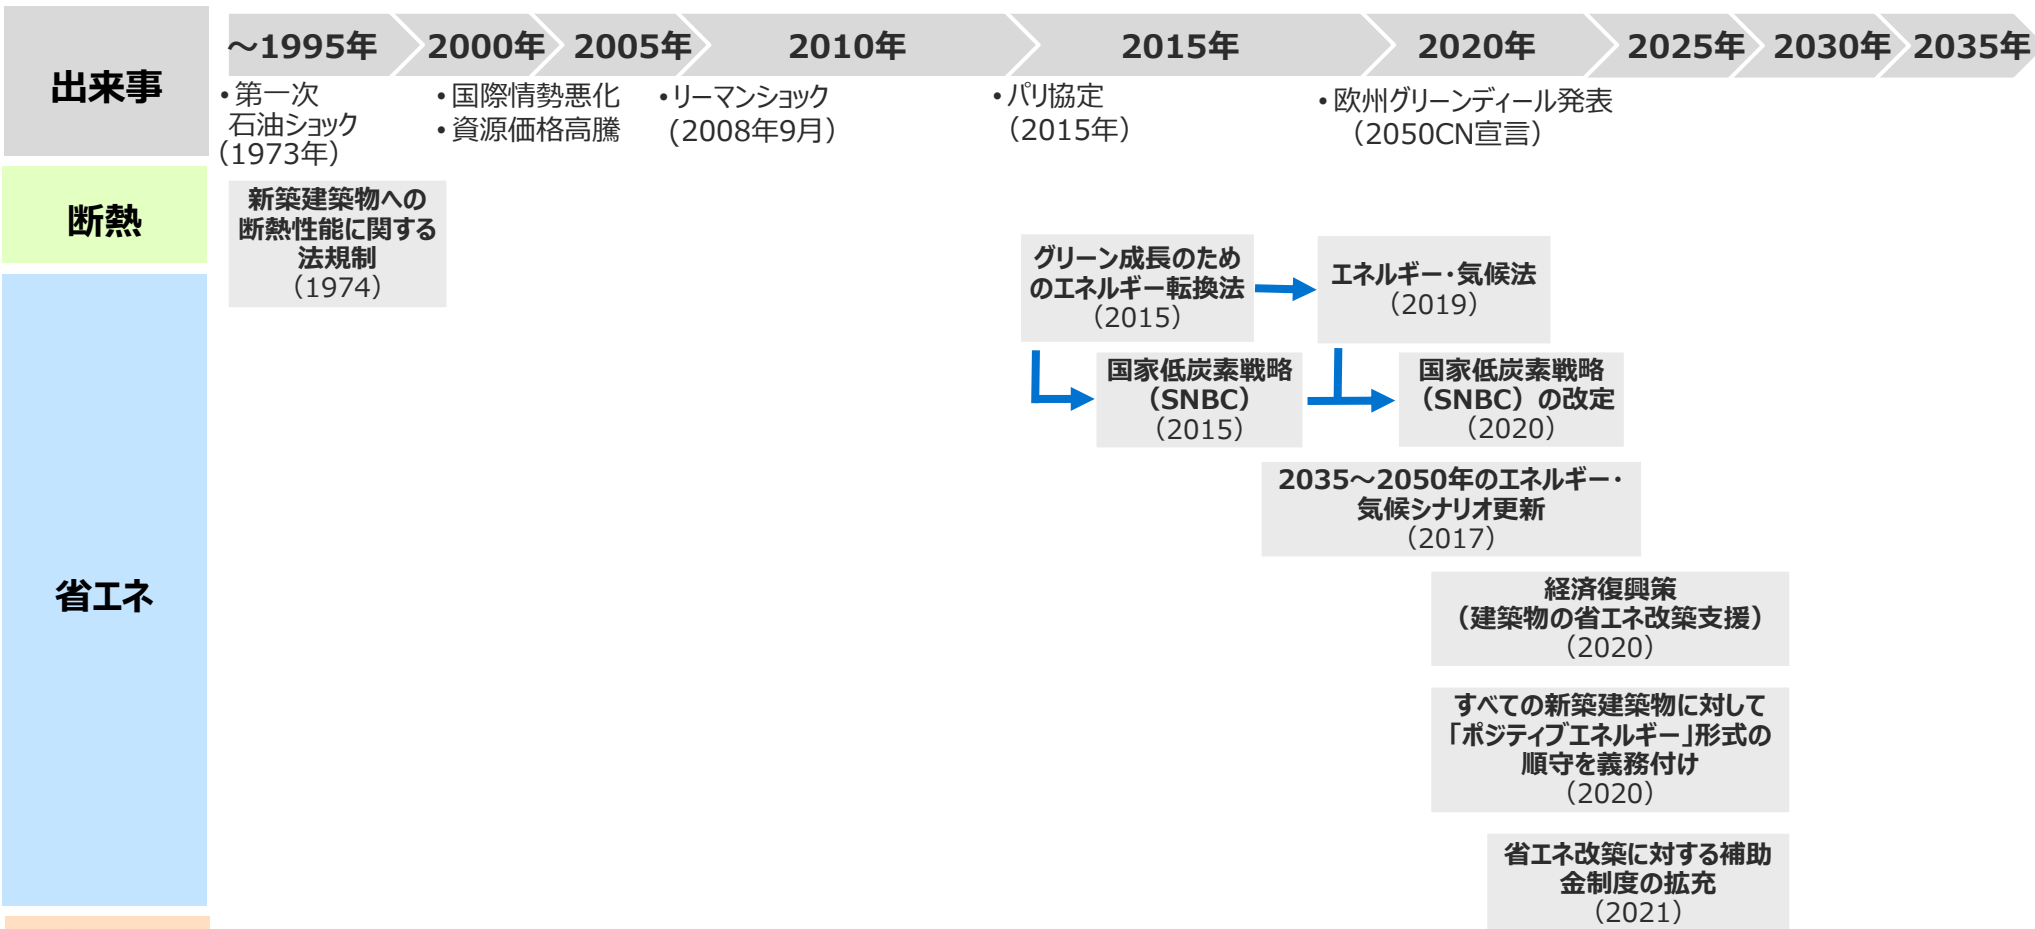 出来事
～1995年
2000年
2005年
2010年
2015年
2020年
2025年
2030年
2035年
・第一次
石油ショック
（1973年）
・国際情勢悪化
・資源価格高騰
・リーマンショック
（2008年9月）
・パリ協定
（2015年）
・欧州グリーンディール発表
（2050CN宣言）
断熱
新築建築物への
断熱性能に関する
法規制
（1974）
省エネ
グリーン成長のため
のエネルギー転換法
（2015）
エネルギー・気候法
（2019）
国家低炭素戦略
（SNBC）
（2015）
国家低炭素戦略
（SNBC）の改定
（2020）
2035～2050年のエネルギー・
気候シナリオ更新
（2017）
経済復興策
（建築物の省エネ改築支援）
（2020）
すべての新築建築物に対して
「ポジティブエネルギー」形式の
順守を義務付け
（2020）
省エネ改築に対する補助
金制度の拡充
（2021）